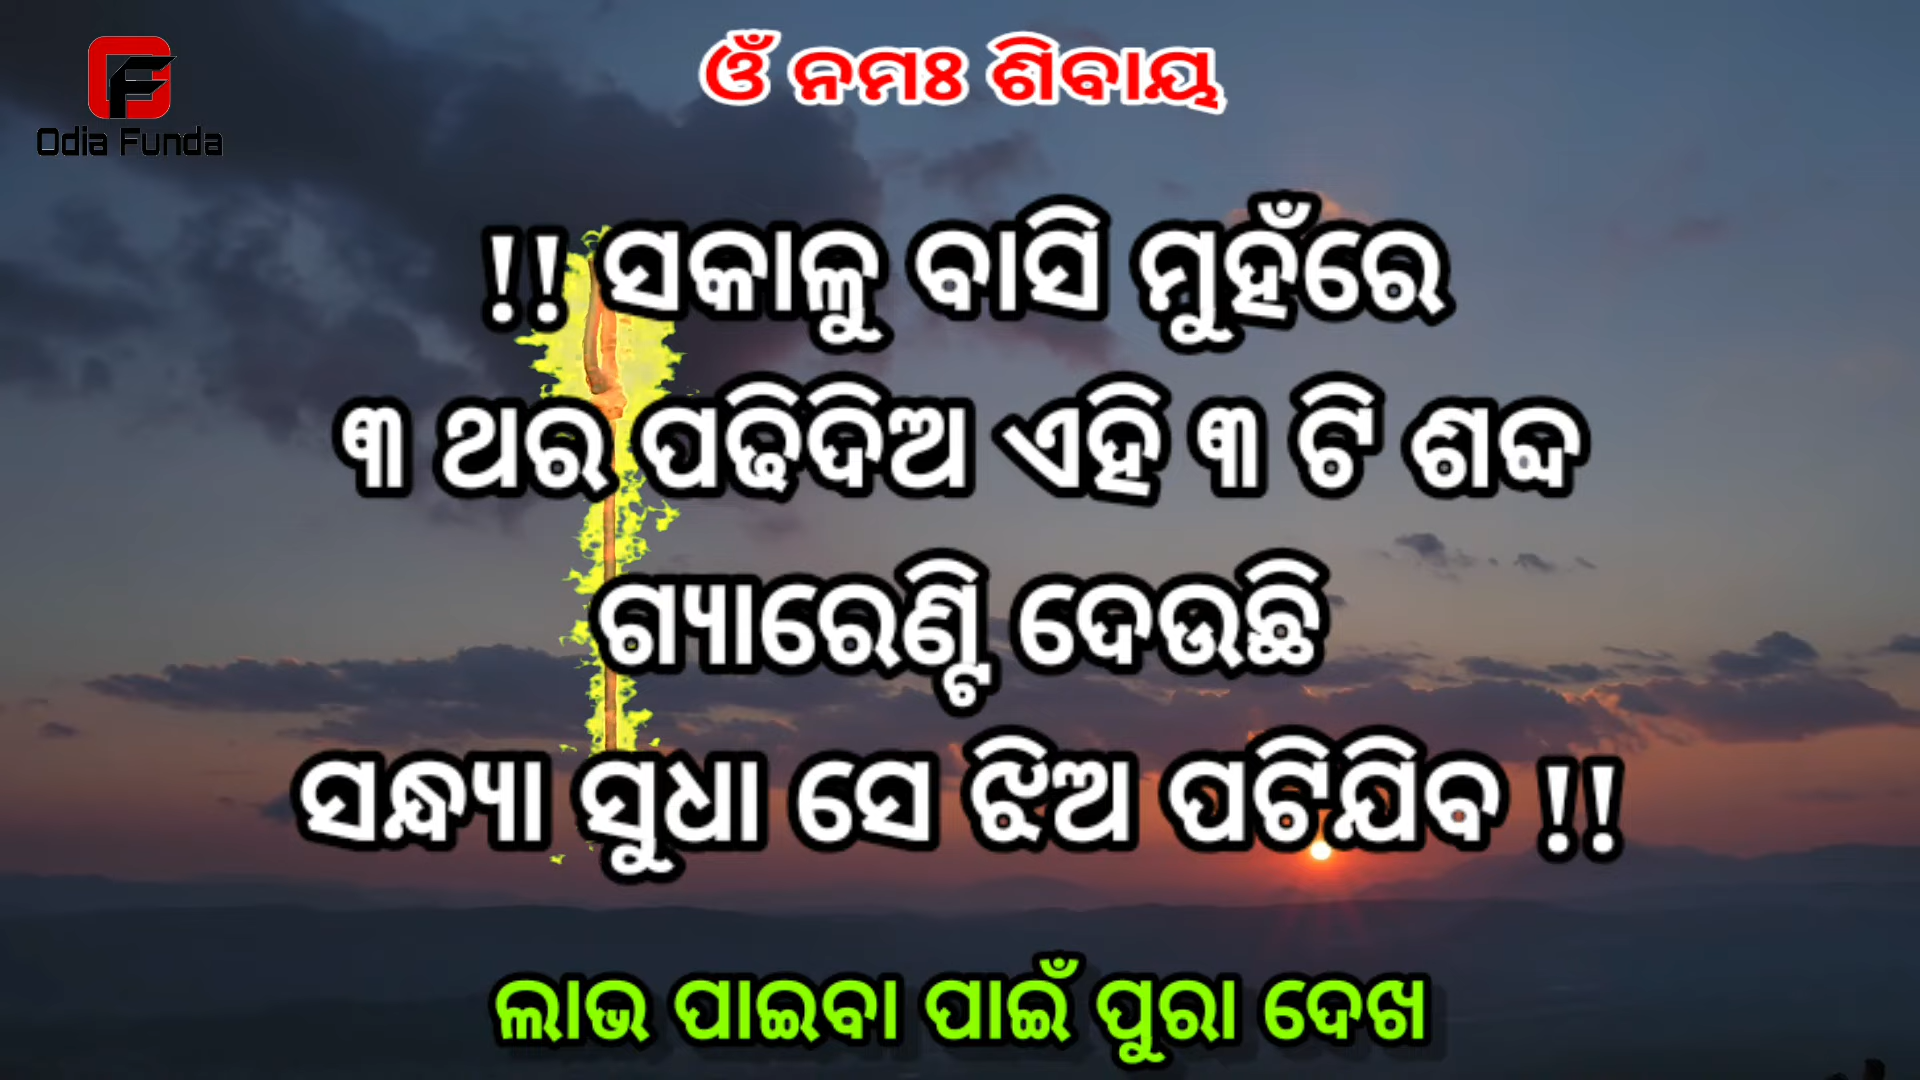 Odia Funda
ଓଁ ନମଃ ଶିବାୟ
!! ସକାଳୁ ବାସି ମୁହଁରେ
୩ ଥର ପଢିଦିଅ ଏହି ୩ ଟି ଶବ୍ଦ
ଗ୍ୟାରେଣ୍ଟି ଦେଉଛି
ସନ୍ଧ୍ୟା ସୁଧା ସେ ଝିଅ ପଟିଯିବ !!
ଲାଭ ପାଇବା ପାଇଁ ପୁରା ଦେଖ